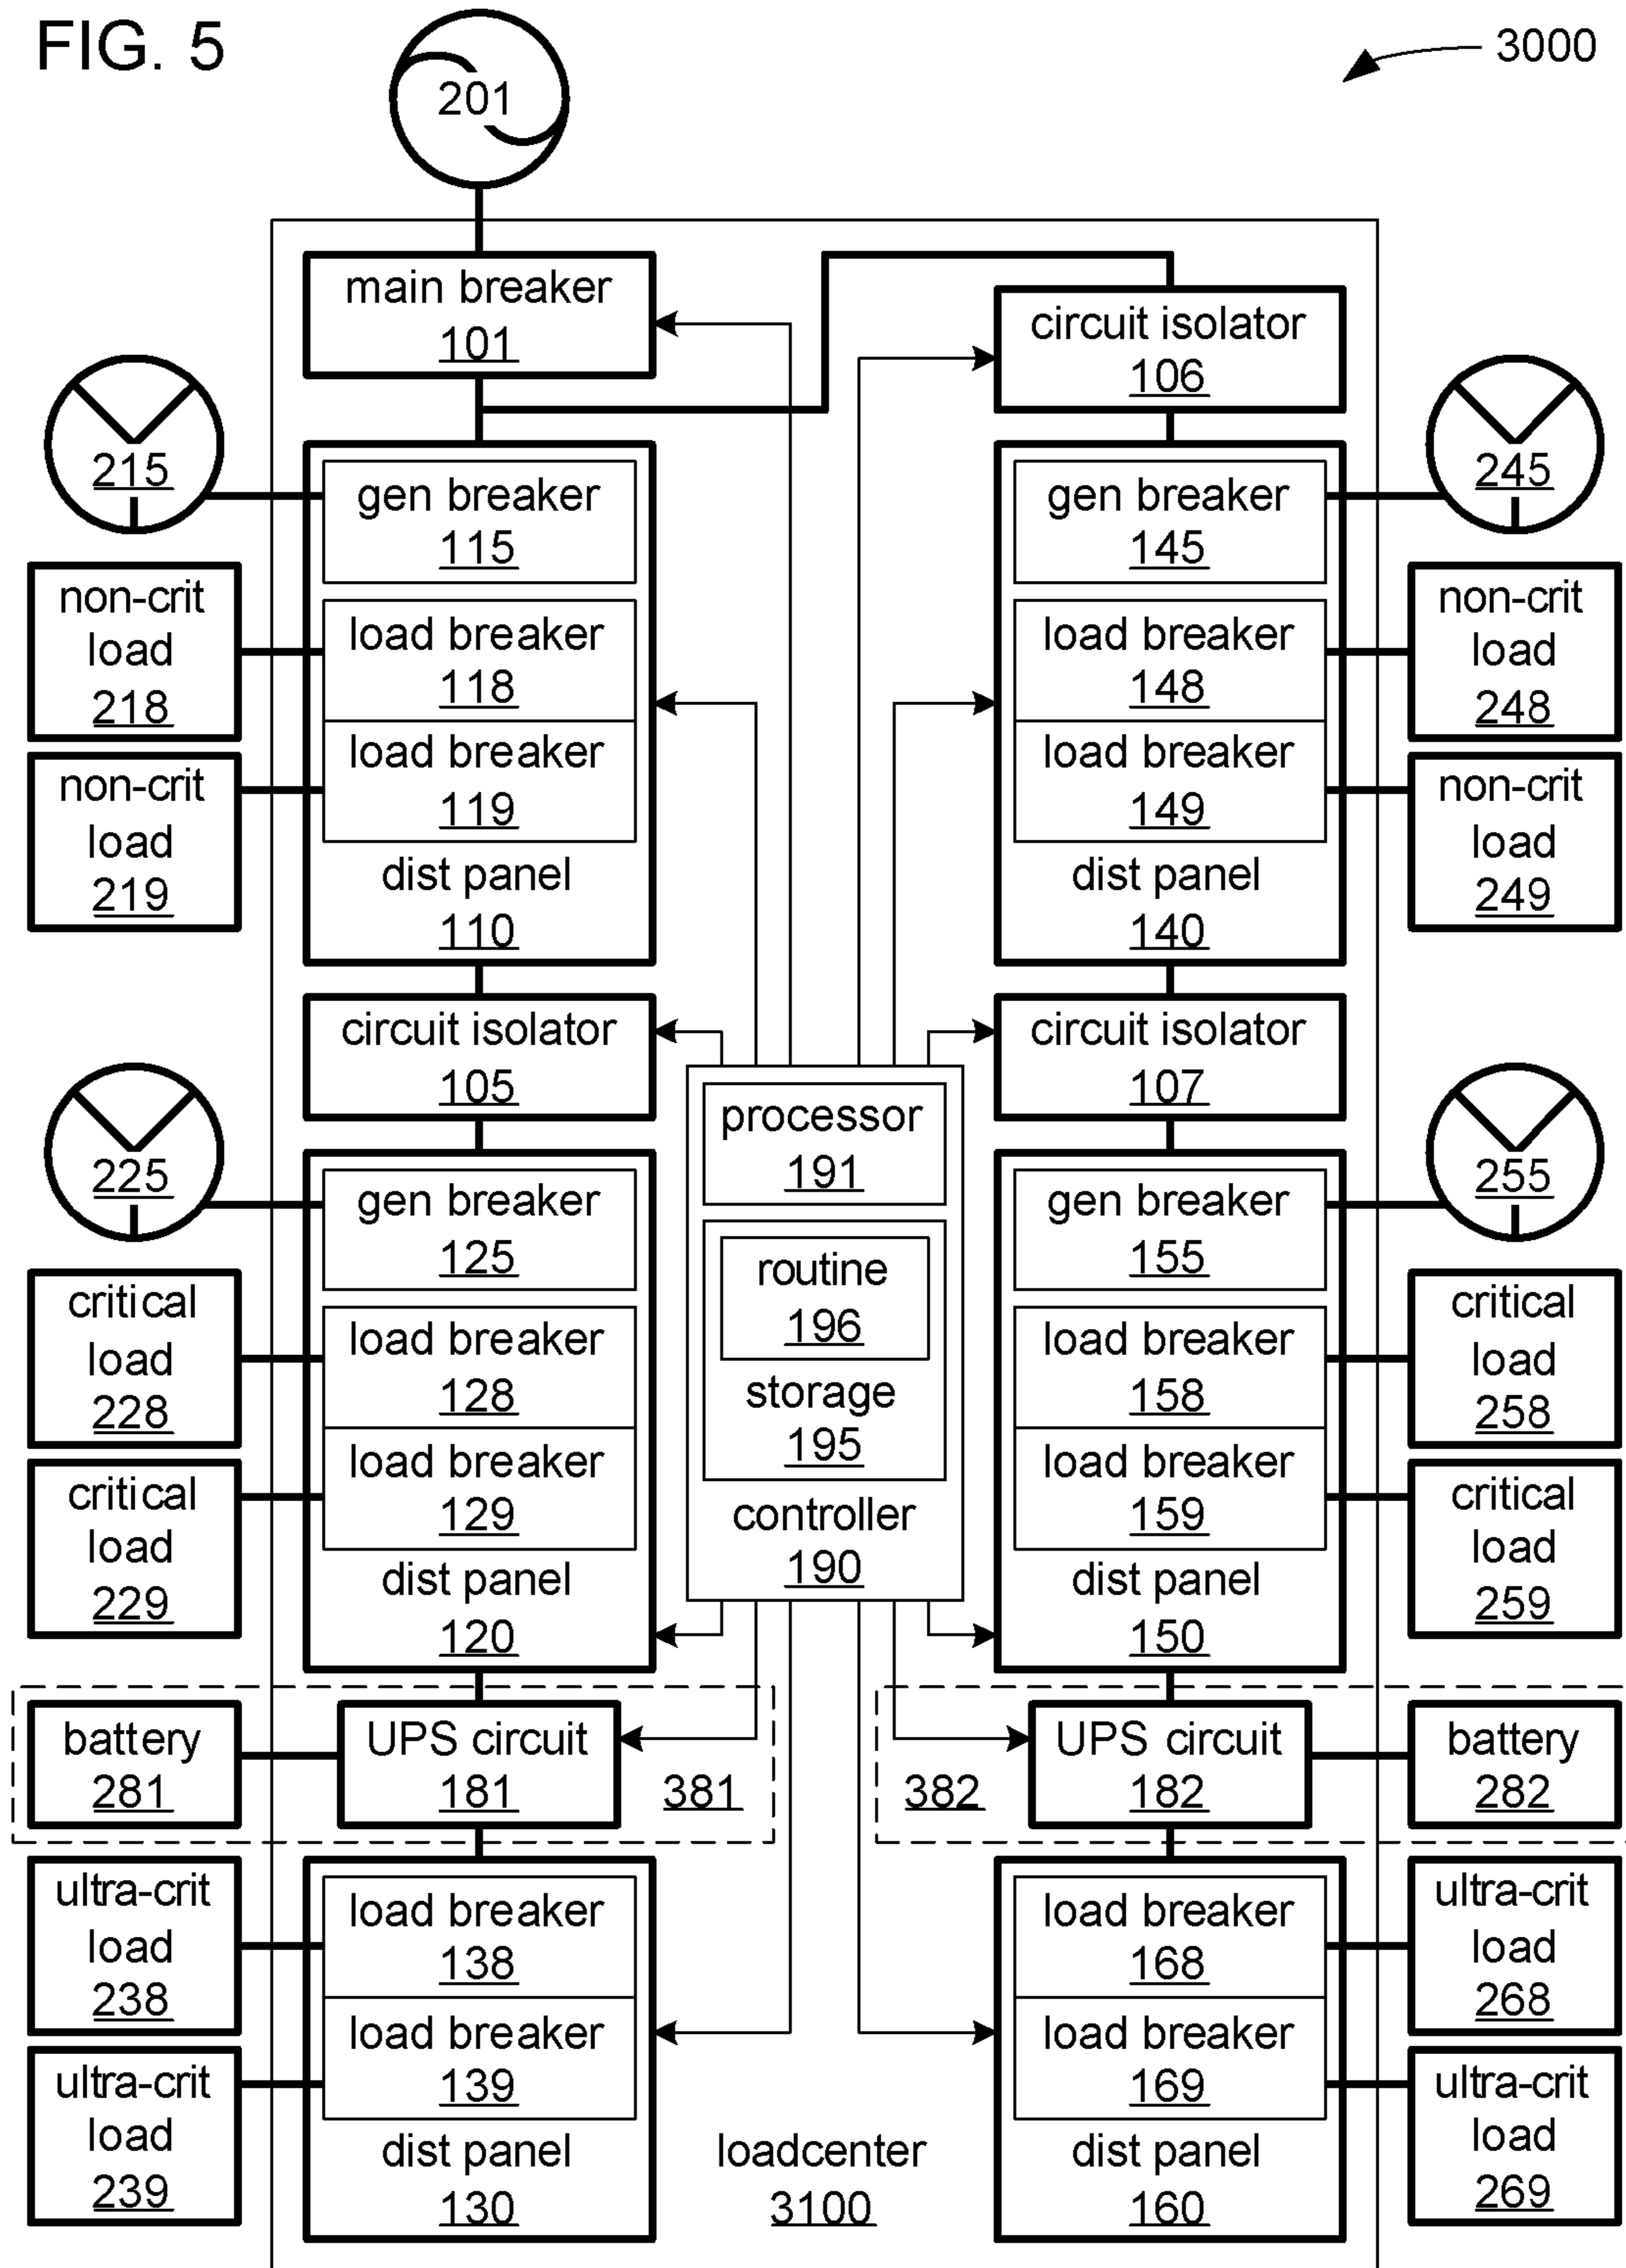 FIG. 5
3000
201
main breaker
101
circuit isolator
106
215
gen breaker
115
non-crit
load
218
load breaker
118
non-crit
load
219
load breaker
119
dist panel
110
gen breaker
145
245
load breaker
148
non-crit
load
248
load breaker
149
non-crit
load
249
dist panel
140
circuit isolator
105
circuit isolator
107
225
gen breaker
125
critical
load
228
load breaker
128
critical
load
229
load breaker
129
dist panel
120
processor
191
routine
196
storage
195
controller
190
gen breaker
155
255
load breaker
158
critical
load
258
load breaker
159
critical
load
259
dist panel
150
battery
281
UPS circuit
181
381
382
UPS circuit
182
battery
282
ultra-crit
load
238
load breaker
138
ultra-crit
load
239
load breaker
139
dist panel
130
loadcenter
3100
load breaker
168
ultra-crit
load
268
load breaker
169
ultra-crit
load
269
dist panel
160